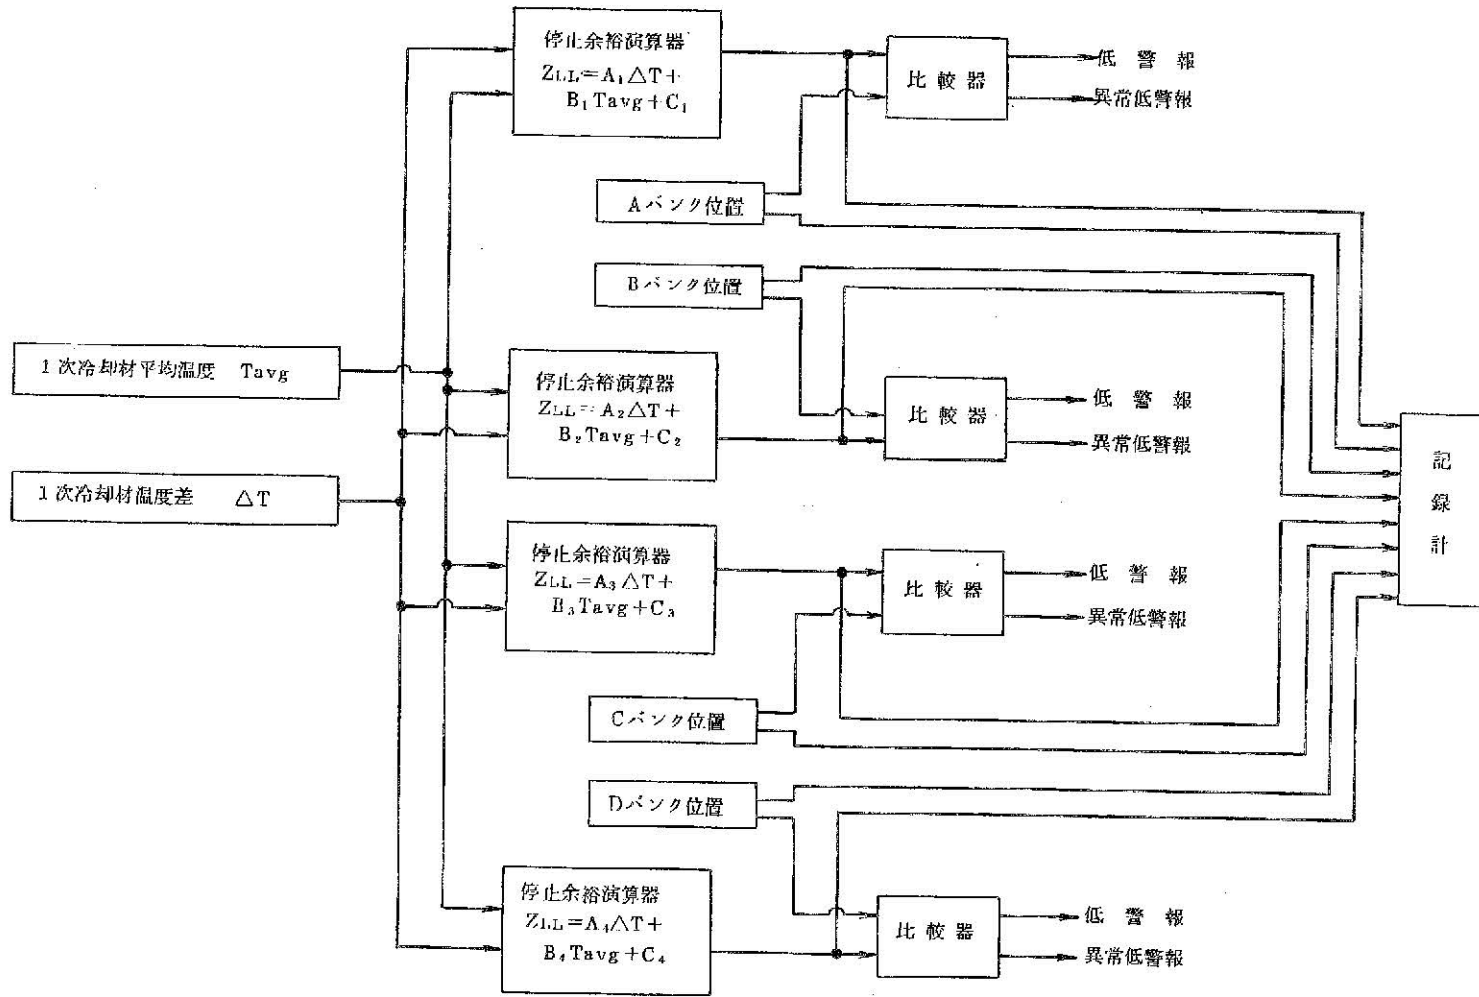 停止余裕演算器
ZLL=A₁△T+
B₁Tavg+C₁
比較器
低警報
異常低警報
Aバンク位置
Bバンク位置
1次冷却材平均温度 Tavg
停止余裕演算器
ZLL=A₂△T+
B₂Tavg+C₂
比較器
低警報
異常低警報
1次冷却材温度差 △T
記
録
計
停止余裕演算器
ZLL=A₃△T+
B₃Tavg+C₃
比較器
低警報
異常低警報
Cバンク位置
Dバンク位置
停止余裕演算器
ZLL=A₄△T+
B₄Tavg+C₄
比較器
低警報
異常低警報